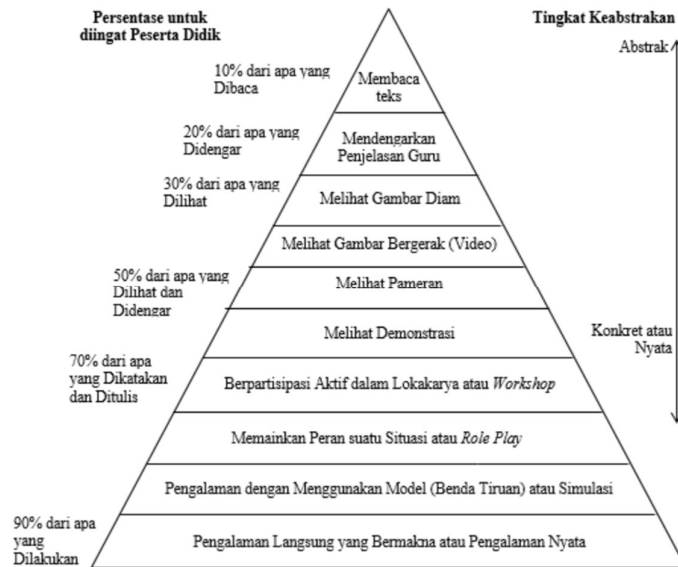 Persentase untuk
diingat Peserta Didik
Tingkat Keabstrakan
Abstrak
10% dari apa yang
Dibaca
Membaca
teks
20% dari apa yang
Didengar
Mendengarkan
Penjelasan Guru
30% dari apa yang
Dilihat
Melihat Gambar Diam
Melihat Gambar Bergerak (Video)
50% dari apa yang
Dilihat dan
Didengar
Melihat Pameran
Melihat Demonstrasi
Konkret atau
Nyata
70% dari apa
yang Dikatakan
dan Ditulis
Berpartisipasi Aktif dalam Lokakarya atau Workshop
Memainkan Peran suatu Situasi atau Role Play
Pengalaman dengan Menggunakan Model (Benda Tiruan) atau Simulasi
90% dari apa
yang
Dilakukan
Pengalaman Langsung yang Bermakna atau Pengalaman Nyata